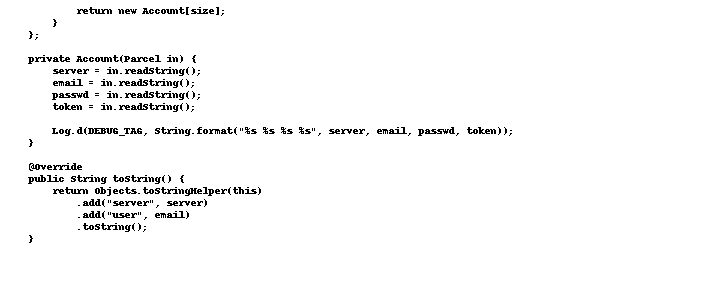 return new Account[size];
}
};
private Account(Parcel in) {
server = in.readString();
email = in.readString();
passwd = in.readString();
token = in.readString();
Log.d(DEBUG_TAG, String.format("%s %s %s %s", server, email, passwd, token));
}
@Override
public String toString() {
return Objects.toStringHelper(this)
.add("server", server)
.add("user", email)
.toString();
}